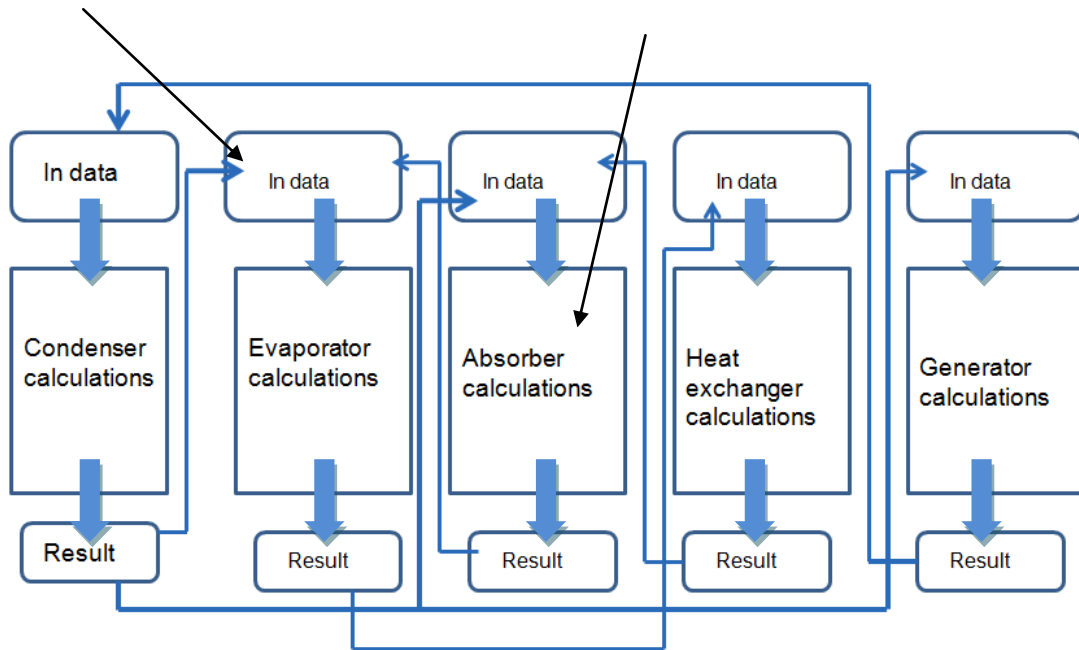 In data
In data
In data
In data
In data
Condenser
calculations
Evaporator
calculations
Absorber
calculations
Heat
exchanger
calculations
Generator
calculations
Result
Result
Result
Result
Result